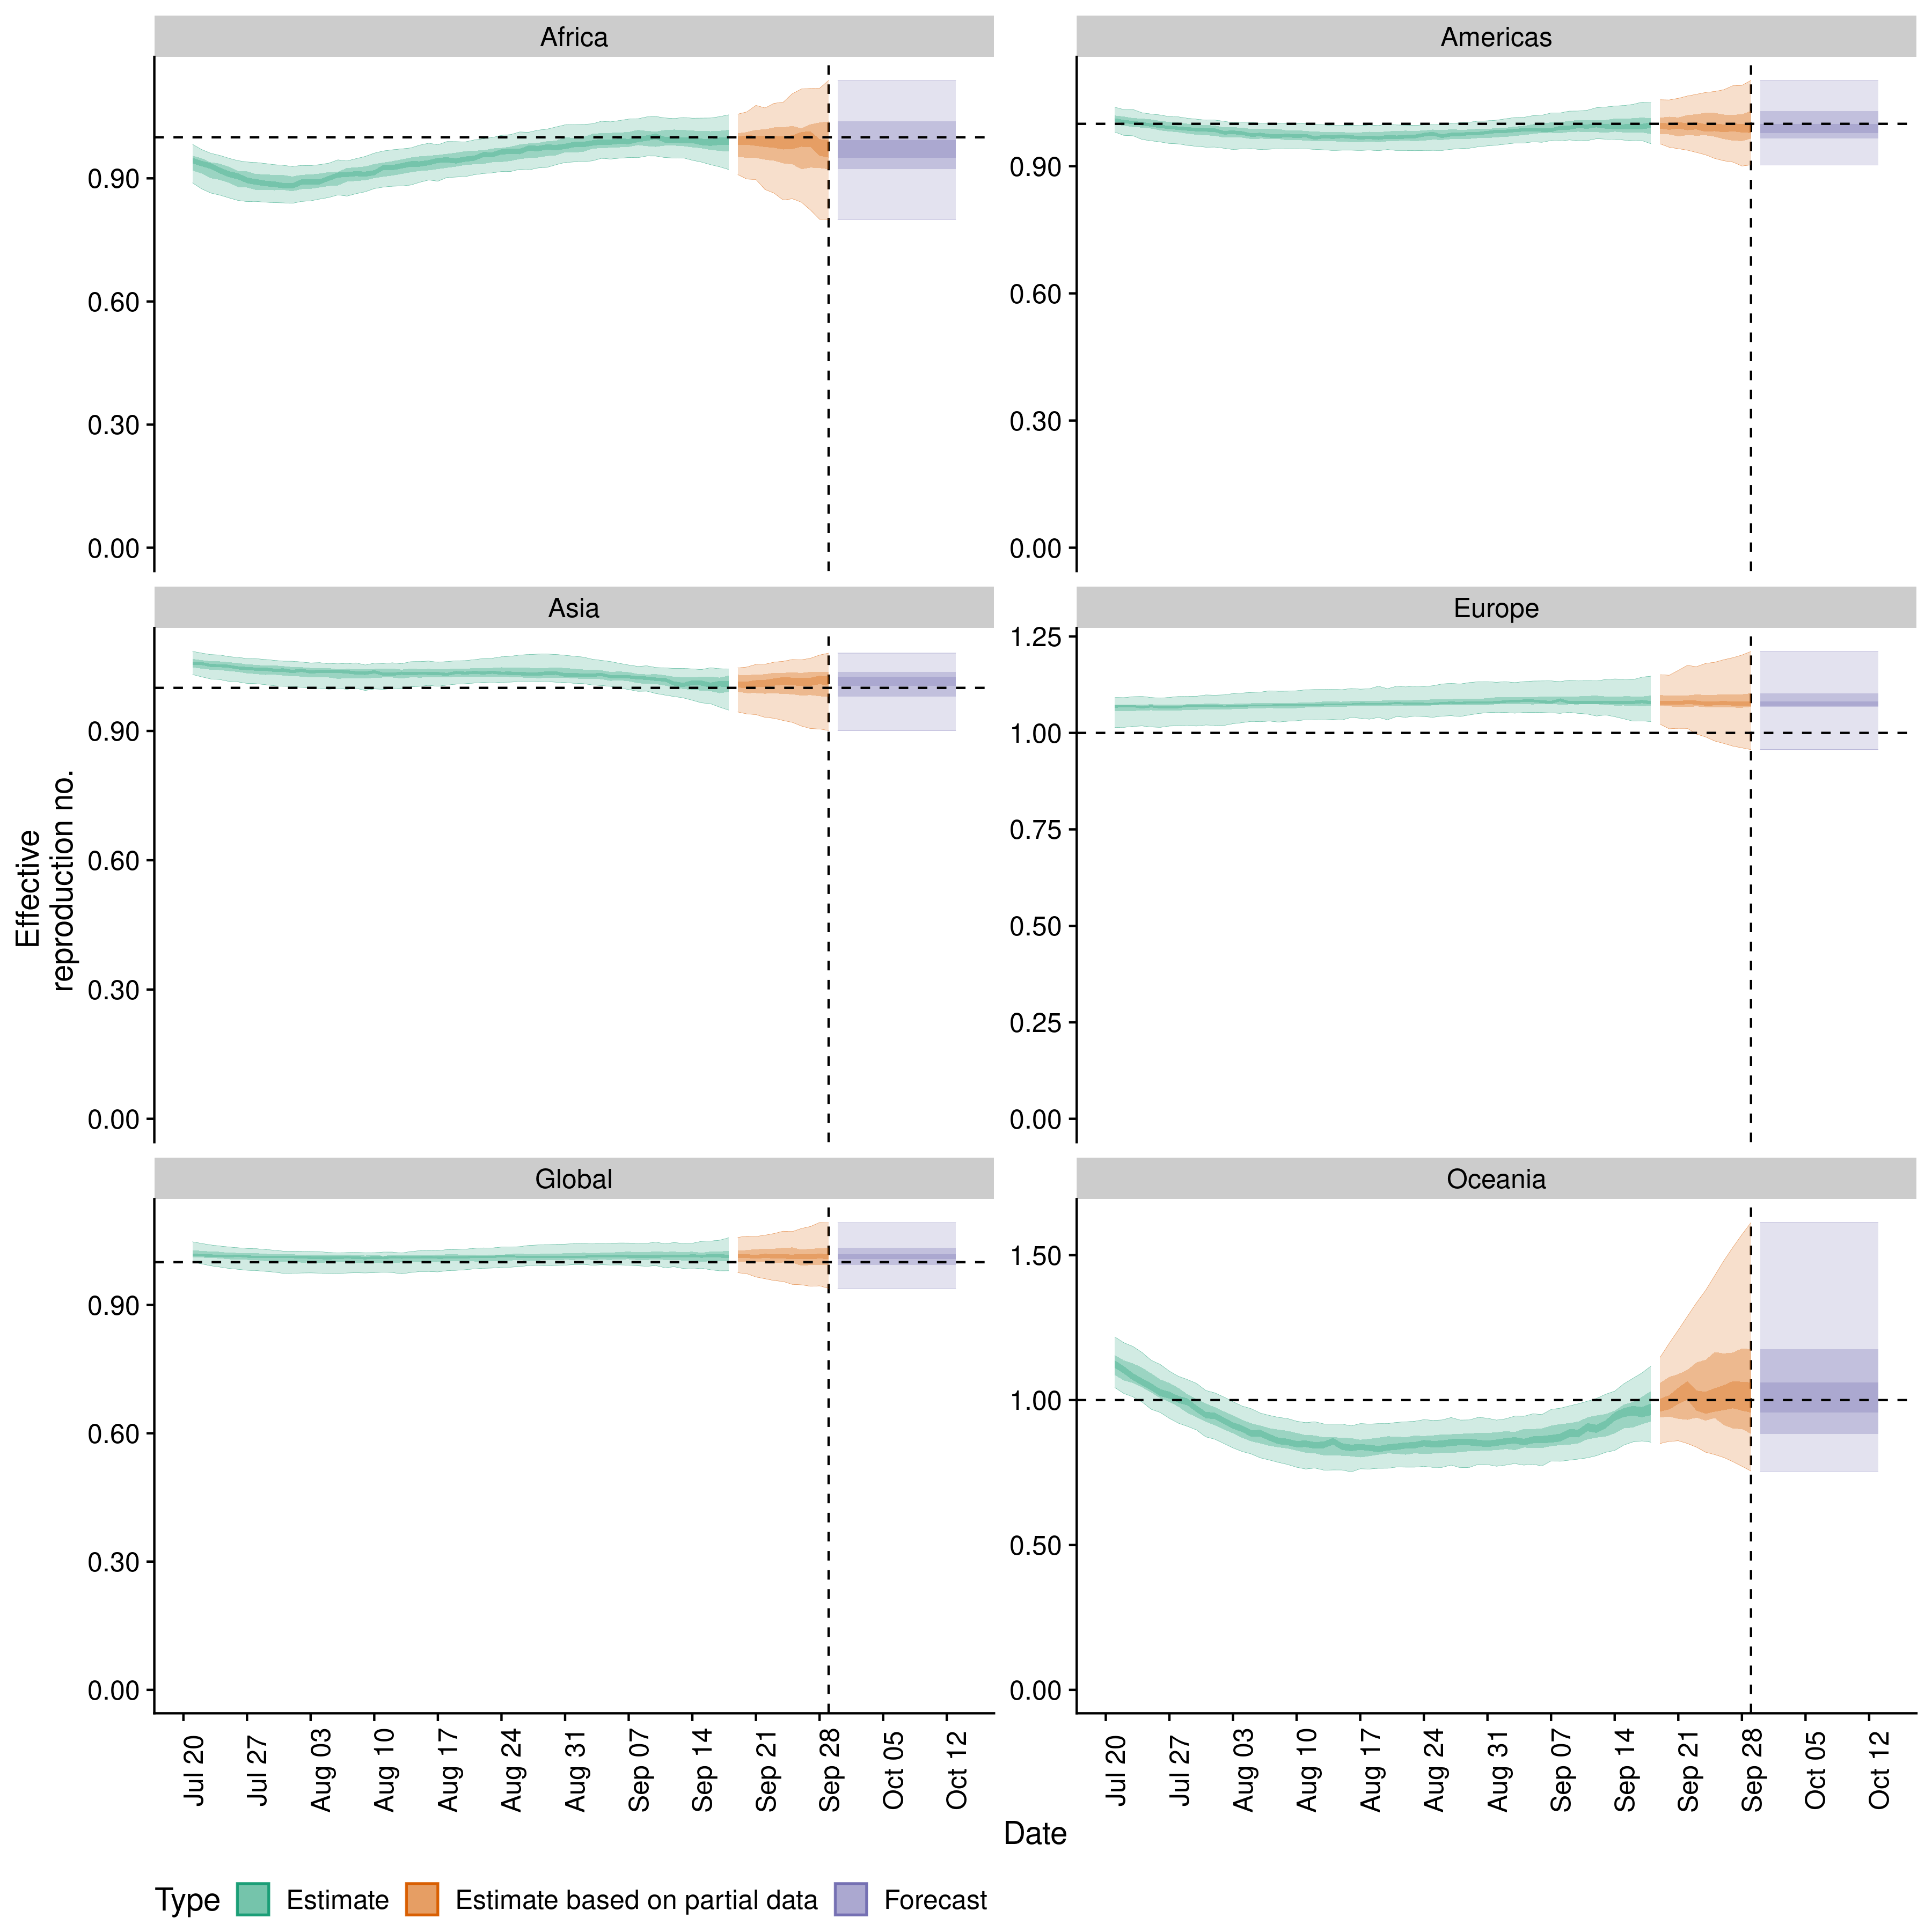 Africa
Americas
0.90
0.60
0.30
0.00
0.90
0.60
0.30
0.00
Asia
Europe
0.90
0.60
0.30
0.00
1.25
1.00
0.75
0.50
0.25
0.00
Effective
reproduction no.
Global
Oceania
0.90
0.60
0.30
0.00
1.50
1.00
0.50
0.00
Jul 20
Jul 27
Aug 03
Aug 10
Aug 17
Aug 24
Aug 31
Sep 07
Sep 14
Sep 21
Sep 28
Oct 05
Oct 12
Jul 20
Jul 27
Aug 03
Aug 10
Aug 17
Aug 24
Aug 31
Sep 07
Sep 14
Sep 21
Sep 28
Oct 05
Oct 12
Date
Type Estimate Estimate based on partial data Forecast